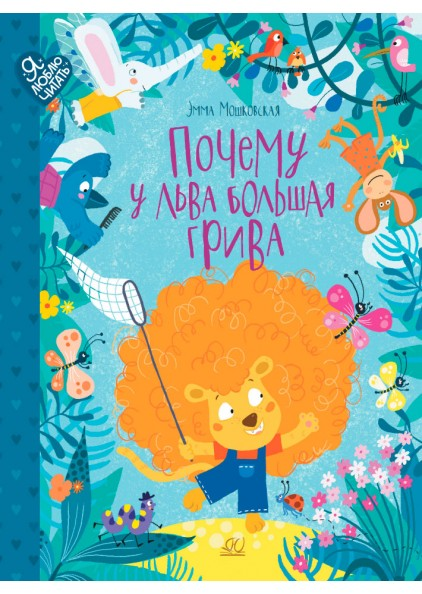 Я
ЛЮБЛЮ
ЧИТАТЬ
Эмма Мошковская
ПОЧЕМУ
У ЛЬВА БОЛЬШАЯ
ГРИВА